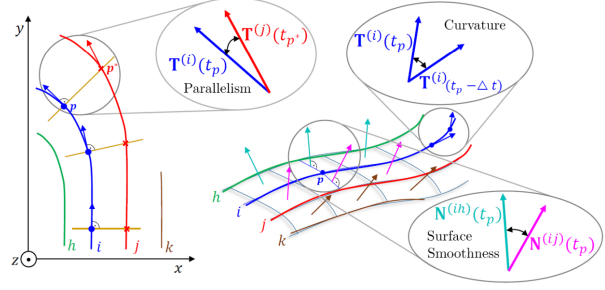 y
p⁺
p
h
i
j
k
z
x
T^(j)(t_p⁺)
T^(i)(t_p)
Parallelism
T^(i)(t_p)
Curvature
T^(i)(t_p − △ t)
p
h
i
j
k
N^(ih)(t_p)
Surface
Smoothness
N^(ij)(t_p)